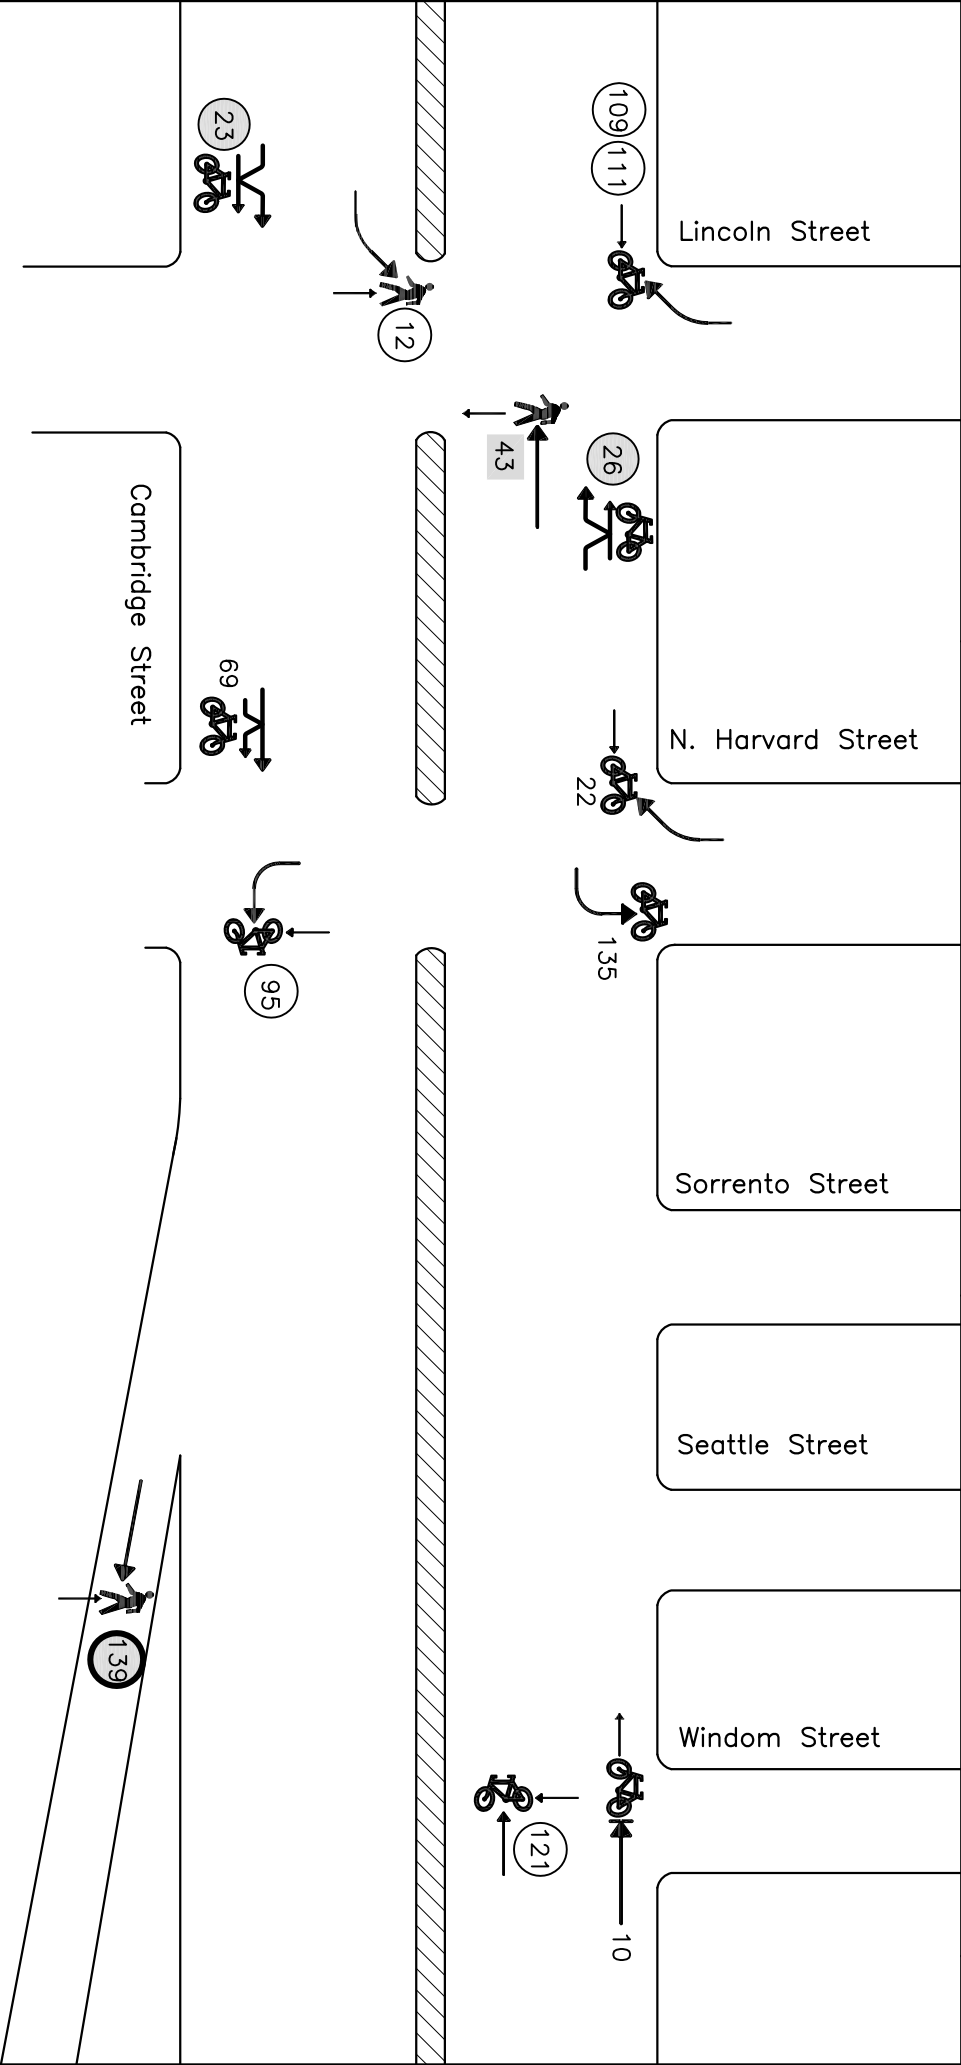 23
109
111
Lincoln Street
12
43
26
Cambridge Street
69
N. Harvard Street
22
135
95
Sorrento Street
Seattle Street
139
Windom Street
121
10